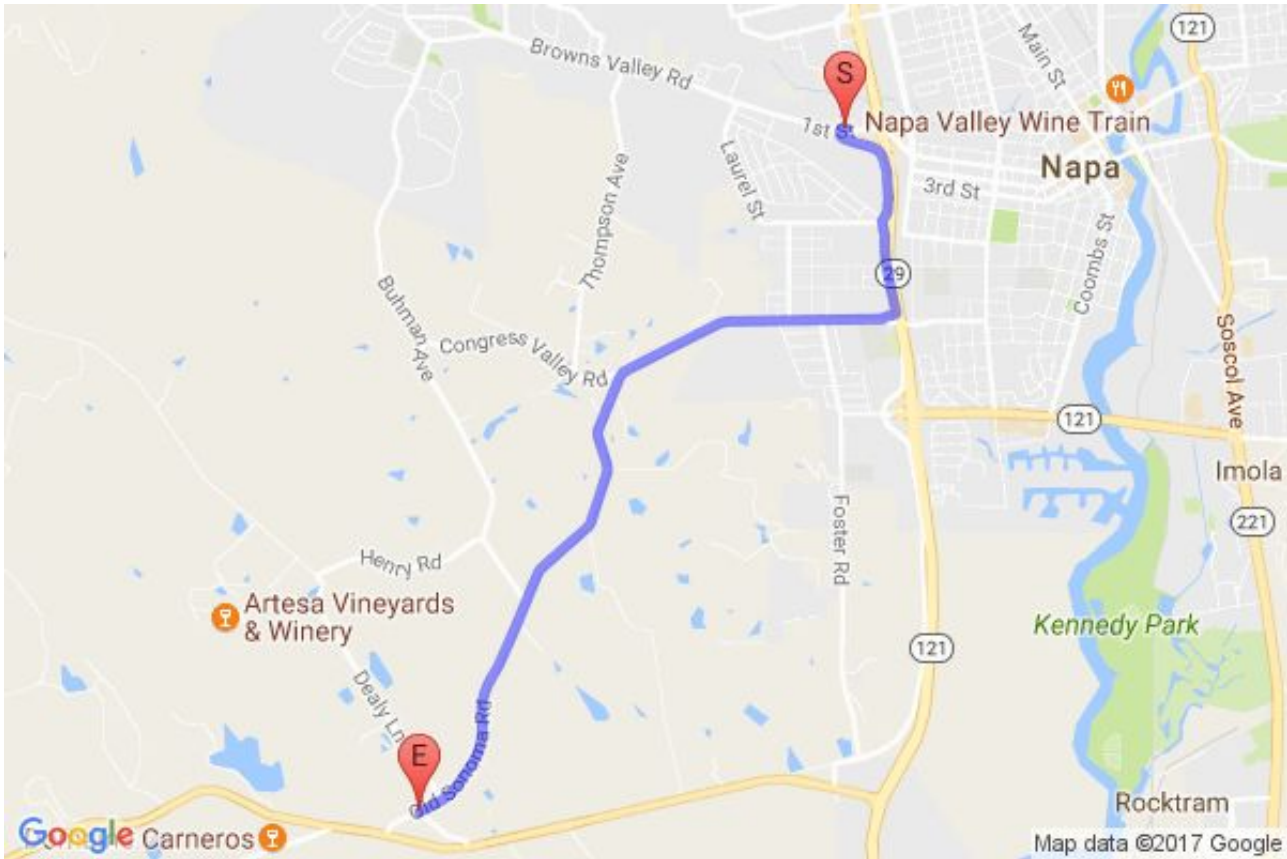 121
Main St
Browns Valley Rd
S
1st St
Napa Valley Wine Train
Napa
Laurel St
3rd St
Thompson Ave
Coombs St
29
Buhman Ave
Congress Valley Rd
Soscol Ave
121
Imola
Foster Rd
221
Henry Rd
Artesa Vineyards
& Winery
Kennedy Park
121
Dealy Ln
Old Sonoma Rd
E
Rocktram
Google
Carneros
Map data ©2017 Google